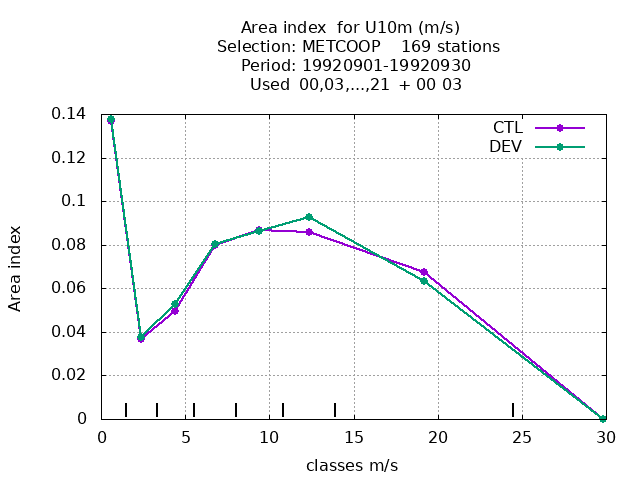 Area index  for U10m (m/s)
Selection: METCOOP    169 stations
Period: 19920901-19920930
Used  00,03,...,21  + 00 03
CTL
DEV
Area index
0.14
0.12
0.1
0.08
0.06
0.04
0.02
0
0 5 10 15 20 25 30
classes m/s